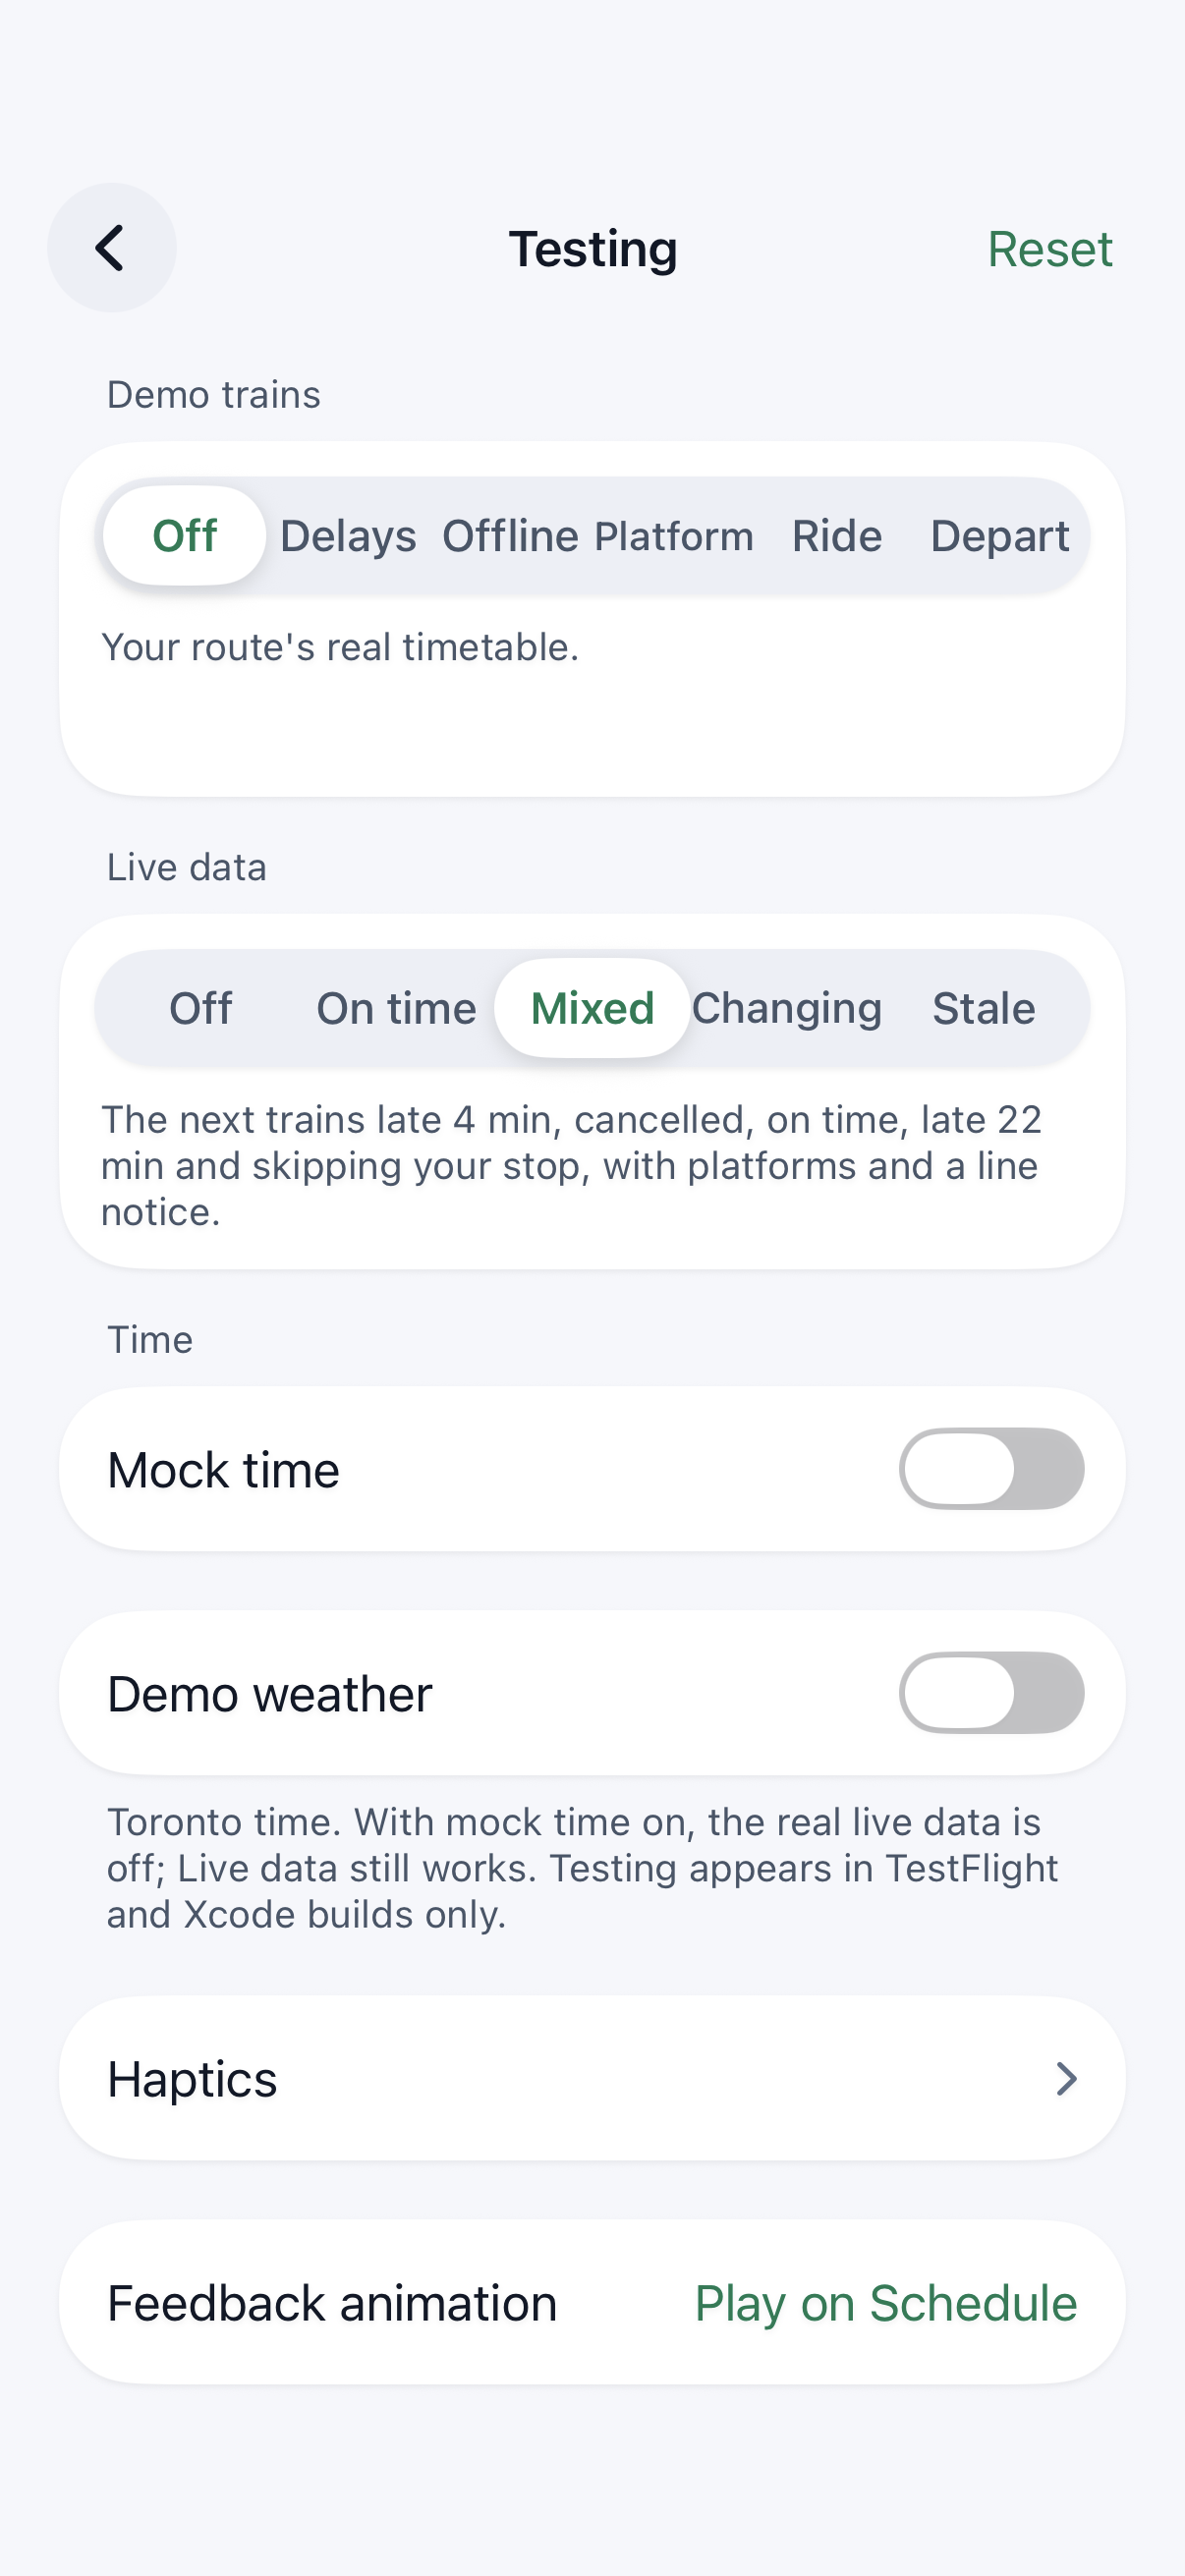 Testing
Reset
Demo trains
Off Delays Offline Platform Ride Depart
Your route's real timetable.
Live data
Off On time Mixed Changing Stale
The next trains late 4 min, cancelled, on time, late 22
min and skipping your stop, with platforms and a line
notice.
Time
Mock time
Demo weather
Toronto time. With mock time on, the real live data is
off; Live data still works. Testing appears in TestFlight
and Xcode builds only.
Haptics
Feedback animation Play on Schedule